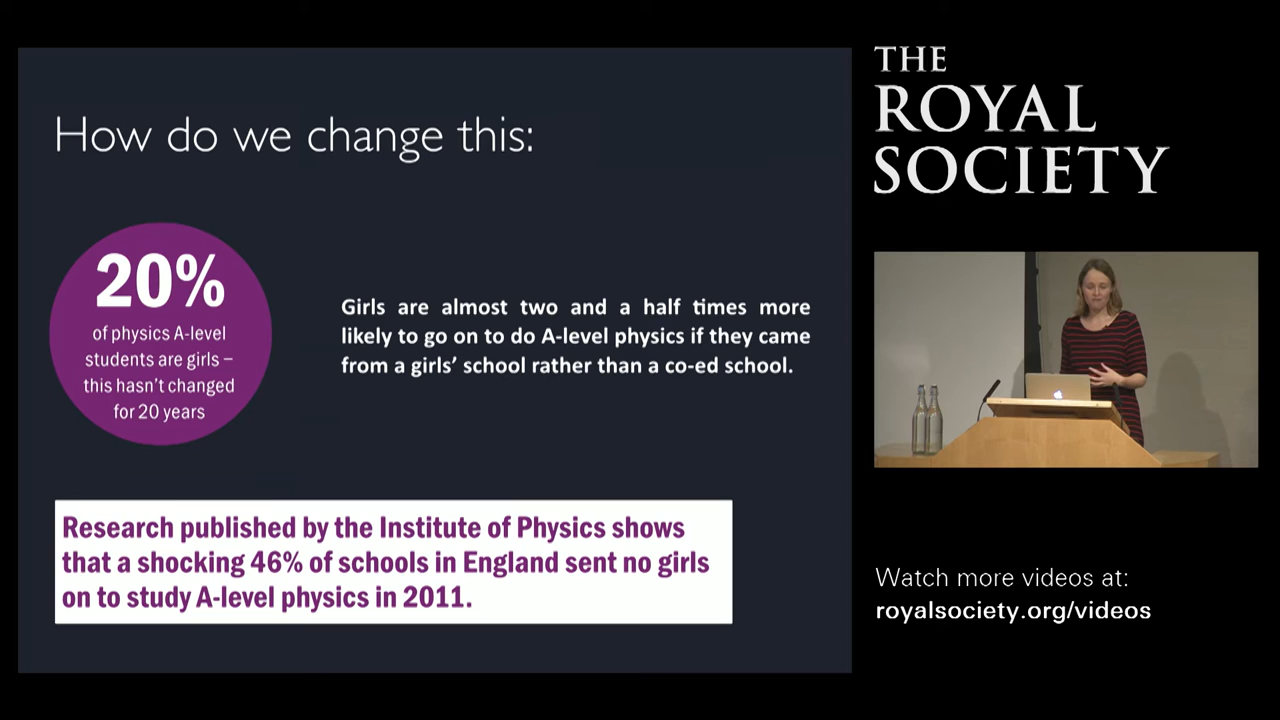 How do we change this:
20%
of physics A-level
students are girls –
this hasn't changed
for 20 years
Girls are almost two and a half times more
likely to go on to do A-level physics if they came
from a girls' school rather than a co-ed school.
Research published by the Institute of Physics shows
that a shocking 46% of schools in England sent no girls
on to study A-level physics in 2011.
THE
ROYAL
SOCIETY
Watch more videos at:
royalsociety.org/videos